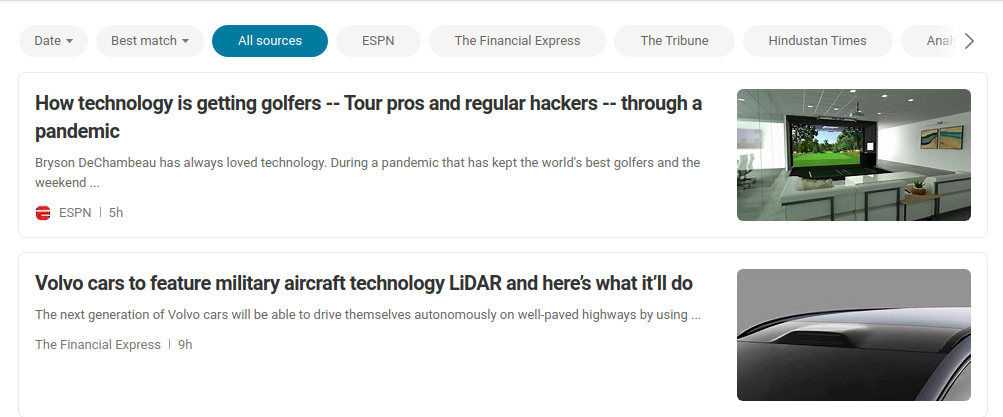 Date
Best match
All sources
ESPN
The Financial Express
The Tribune
Hindustan Times
How technology is getting golfers -- Tour pros and regular hackers -- through a
pandemic
Bryson DeChambeau has always loved technology. During a pandemic that has kept the world's best golfers and the
weekend ...
ESPN | 5h
Volvo cars to feature military aircraft technology LiDAR and here’s what it’ll do
The next generation of Volvo cars will be able to drive themselves autonomously on well-paved highways by using ...
The Financial Express | 9h